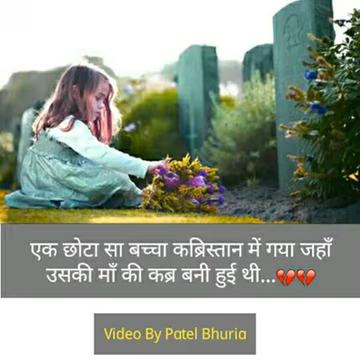 एक छोटा सा बच्चा कब्रिस्तान में गया जहाँ
उसकी माँ की कब्र बनी हुई थी...💔💔
Video By Patel Bhuria